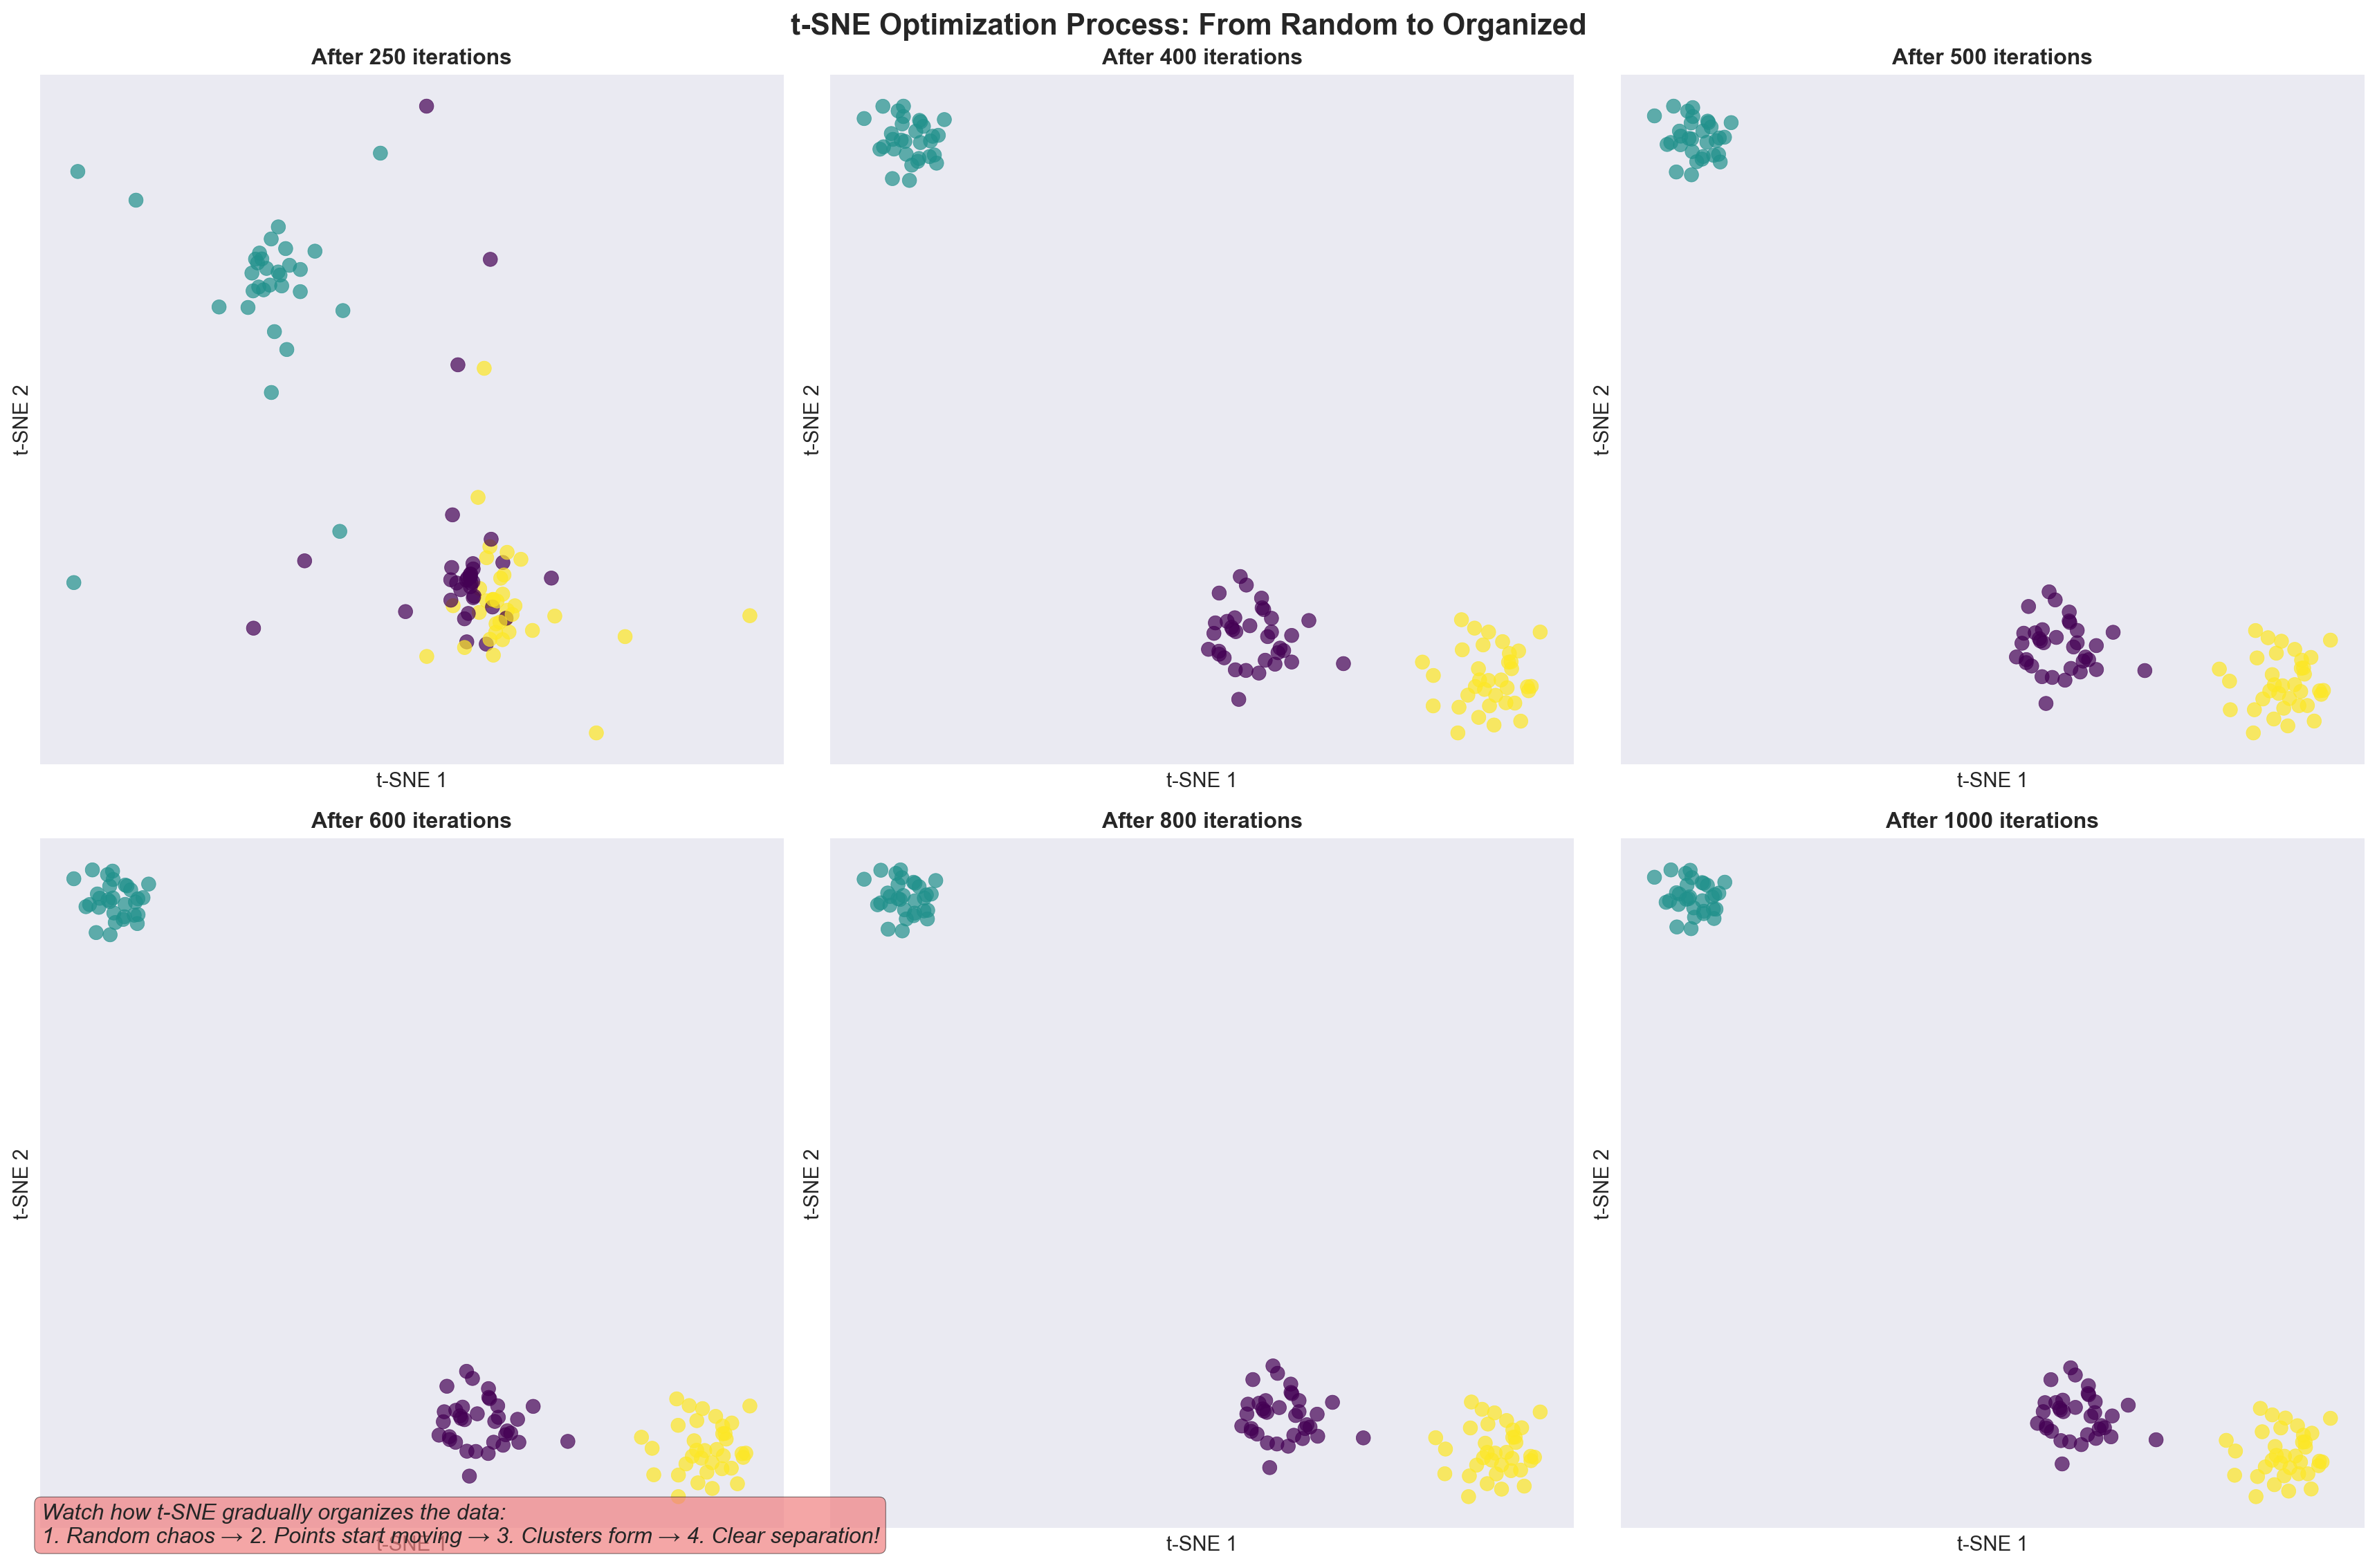 t-SNE Optimization Process: From Random to Organized
After 250 iterations
t-SNE 2
t-SNE 1
After 400 iterations
t-SNE 2
t-SNE 1
After 500 iterations
t-SNE 2
t-SNE 1
After 600 iterations
t-SNE 2
t-SNE 1
After 800 iterations
t-SNE 2
t-SNE 1
After 1000 iterations
t-SNE 2
t-SNE 1
Watch how t-SNE gradually organizes the data:
1. Random chaos → 2. Points start moving → 3. Clusters form → 4. Clear separation!